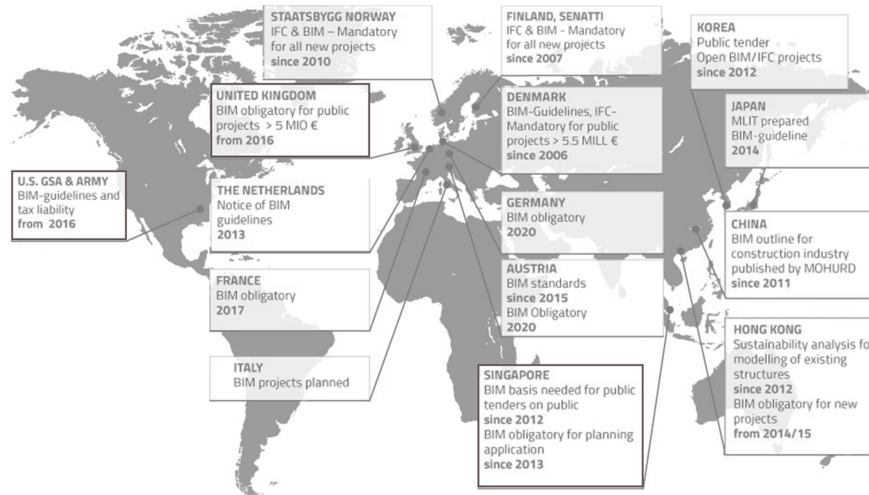 STAATSBYGG NORWAY
IFC & BIM – Mandatory
for all new projects
since 2010
FINLAND, SENATTI
IFC & BIM - Mandatory
for all new projects
since 2007
KOREA
Public tender
Open BIM/IFC projects
since 2012
UNITED KINGDOM
BIM obligatory for public
projects > 5 MIO €
from 2016
DENMARK
BIM-Guidelines, IFC-
Mandatory for public
projects > 5.5 MILL €
since 2006
JAPAN
MLIT prepared
BIM-guideline
2014
U.S. GSA & ARMY
BIM-guidelines and
tax liability
from 2016
THE NETHERLANDS
Notice of BIM
guidelines
2013
GERMANY
BIM obligatory
2020
CHINA
BIM outline for
construction industry
published by MOHURD
since 2011
FRANCE
BIM obligatory
2017
AUSTRIA
BIM standards
since 2015
BIM Obligatory
2020
HONG KONG
Sustainability analysis fo
modelling of existing
structures
since 2012
BIM obligatory for new
projects
from 2014/15
ITALY
BIM projects planned
SINGAPORE
BIM basis needed for public
tenders on public
since 2012
BIM obligatory for planning
application
since 2013